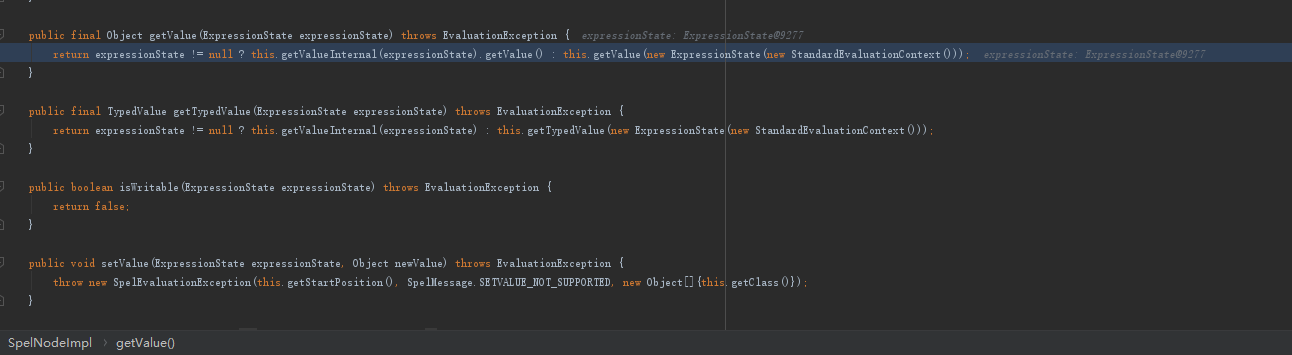 }
public final Object getValue(ExpressionState expressionState) throws EvaluationException {  expressionState: ExpressionState@9277
return expressionState != null ? this.getValueInternal(expressionState).getValue() : this.getValue(new ExpressionState(new StandardEvaluationContext()));  expressionState: ExpressionState@9277
}
public final TypedValue getTypedValue(ExpressionState expressionState) throws EvaluationException {
return expressionState != null ? this.getValueInternal(expressionState) : this.getTypedValue(new ExpressionState(new StandardEvaluationContext()));
}
public boolean isWritable(ExpressionState expressionState) throws EvaluationException {
return false;
}
public void setValue(ExpressionState expressionState, Object newValue) throws EvaluationException {
throw new SpelEvaluationException(this.getStartPosition(), SpelMessage.SETVALUE_NOT_SUPPORTED, new Object[]{this.getClass()});
}
SpelNodeImpl › getValue()